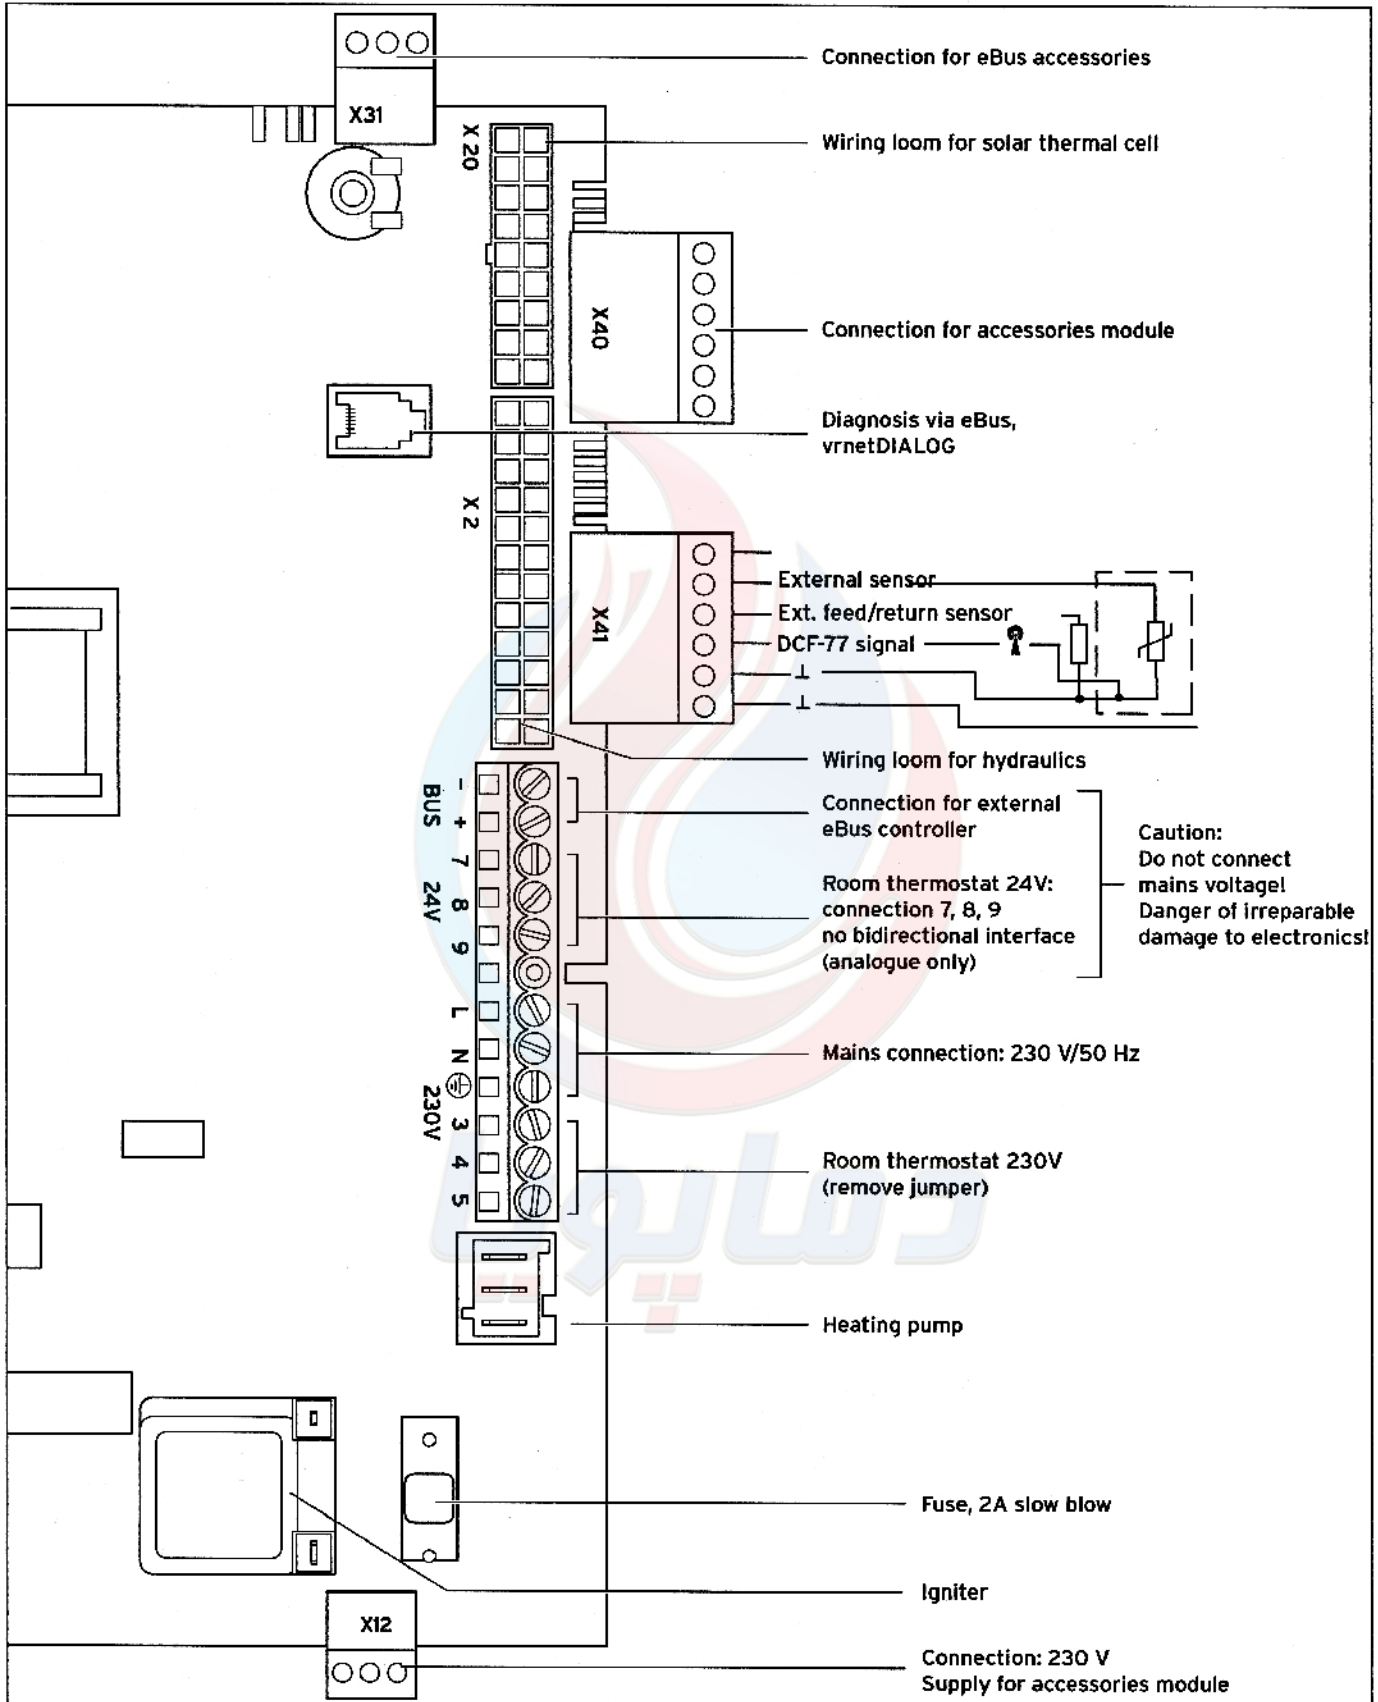 Connection for eBus accessories
X31
X 20
Wiring loom for solar thermal cell
X40
Connection for accessories module
Diagnosis via eBus,
vrnetDIALOG
X 2
X41
External sensor
Ext. feed/return sensor
DCF-77 signal
Wiring loom for hydraulics
BUS
-
+
Connection for external
eBus controller
24V
7
8
9
Room thermostat 24V:
connection 7, 8, 9
no bidirectional interface
(analogue only)
Caution:
Do not connect
mains voltage!
Danger of irreparable
damage to electronics!
L
N
Mains connection: 230 V/50 Hz
230V
3
4
5
Room thermostat 230V
(remove jumper)
دماپویا
Heating pump
Fuse, 2A slow blow
Igniter
X12
Connection: 230 V
Supply for accessories module